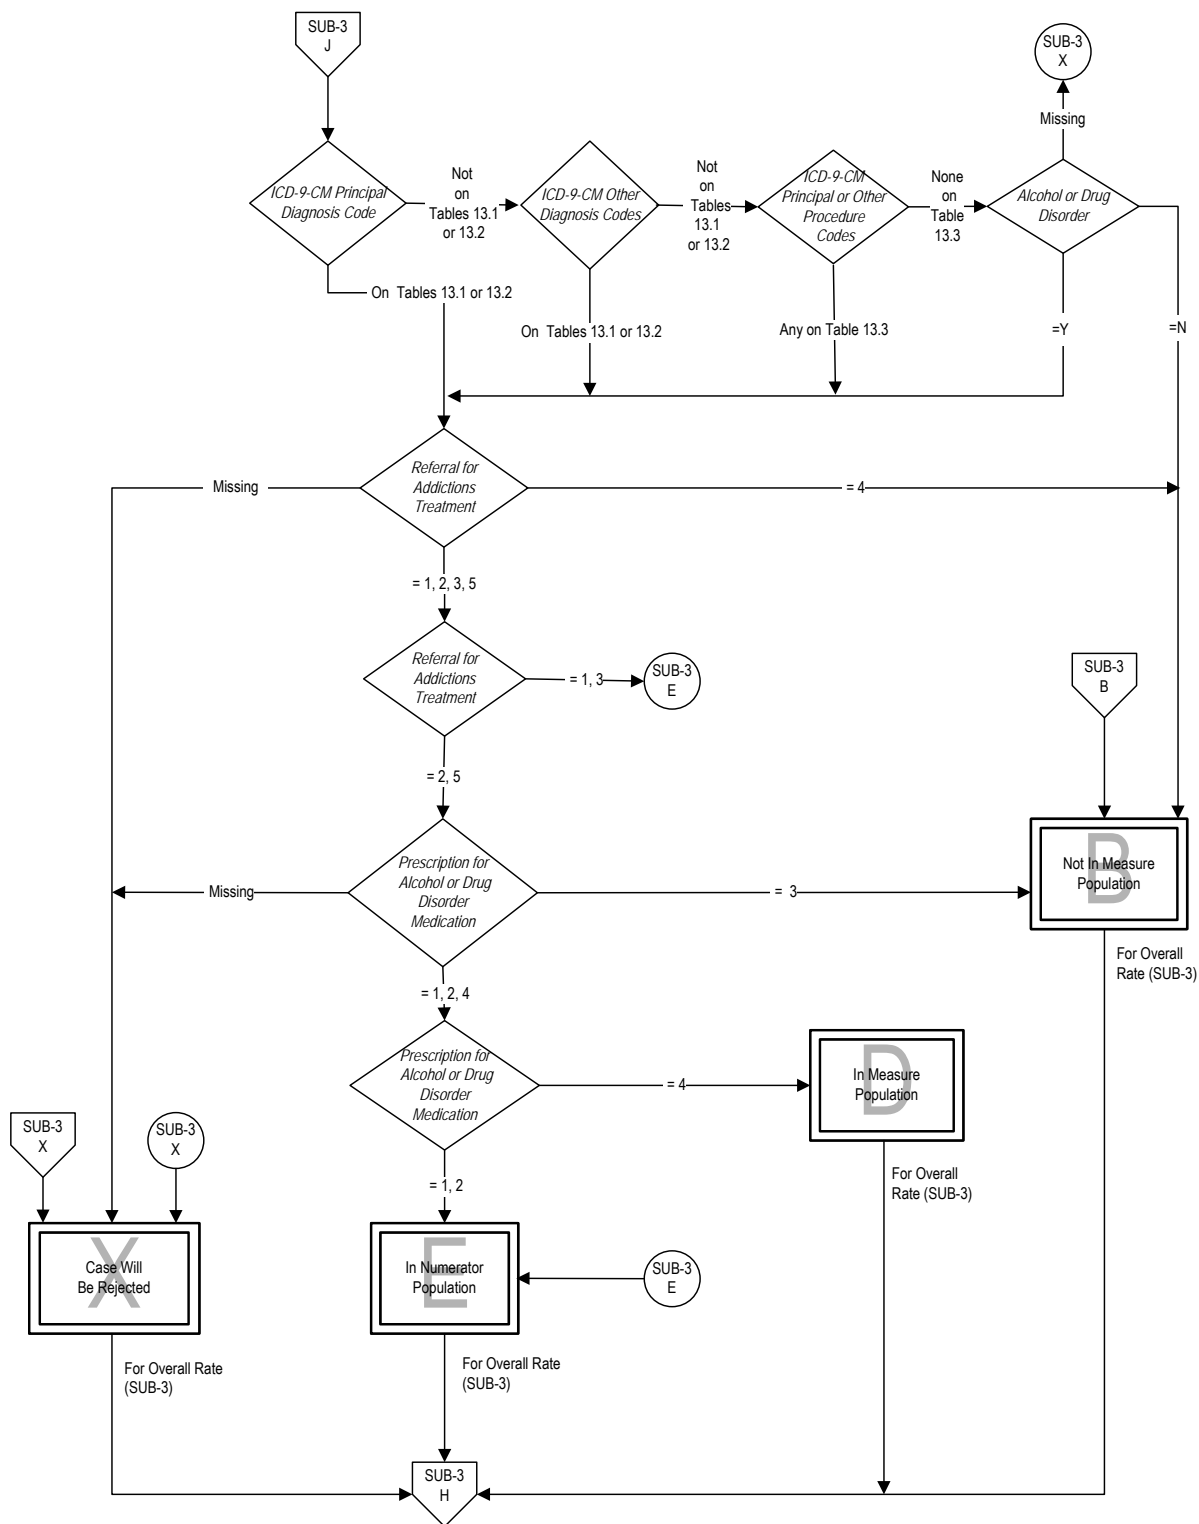 SUB-3
J
SUB-3
X
Missing
ICD-9-CM Principal
Diagnosis Code
Not
on
Tables 13.1
or 13.2
ICD-9-CM Other
Diagnosis Codes
Not
on
Tables
13.1
or 13.2
ICD-9-CM
Principal or Other
Procedure
Codes
None
on
Table
13.3
Alcohol or Drug
Disorder
On Tables 13.1 or 13.2
On Tables 13.1 or 13.2
Any on Table 13.3
=Y
=N
Missing
Referral for
Addictions
Treatment
= 4
= 1, 2, 3, 5
Referral for
Addictions
Treatment
= 1, 3
SUB-3
E
SUB-3
B
= 2, 5
Missing
Prescription for
Alcohol or Drug
Disorder
Medication
= 3
B
Not In Measure
Population
For Overall
Rate (SUB-3)
= 1, 2, 4
Prescription for
Alcohol or Drug
Disorder
Medication
= 4
D
In Measure
Population
For Overall
Rate (SUB-3)
SUB-3
X
SUB-3
X
= 1, 2
X
Case Will
Be Rejected
E
In Numerator
Population
SUB-3
E
For Overall Rate
(SUB-3)
For Overall Rate
(SUB-3)
SUB-3
H